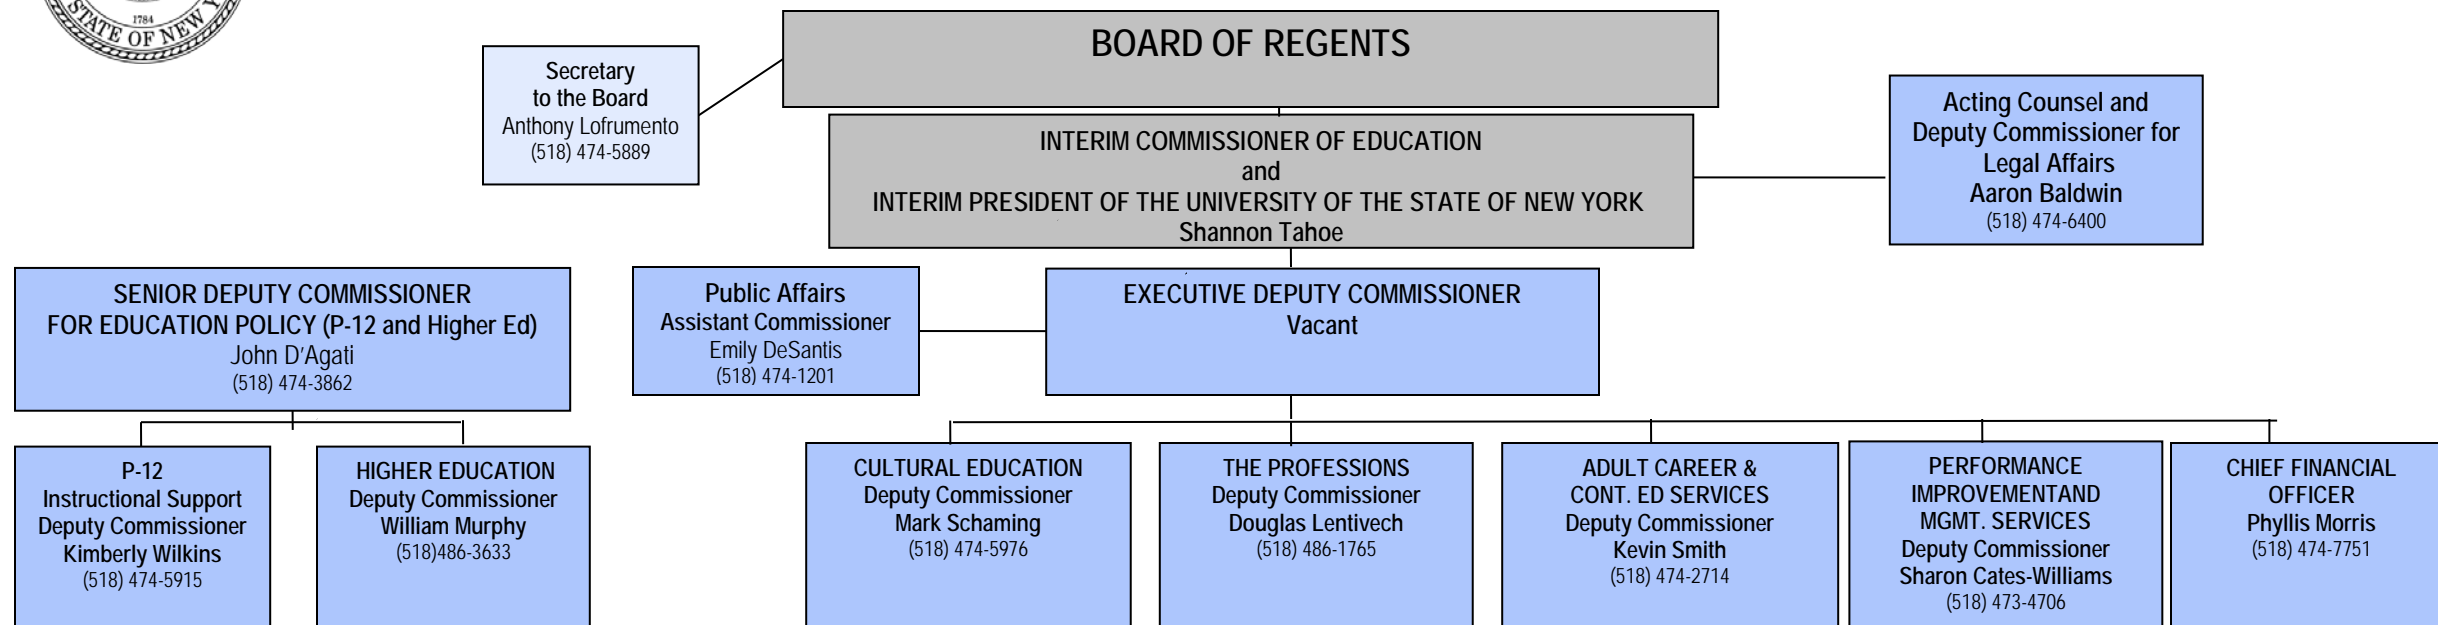 1784
STATE OF NEW Y
BOARD OF REGENTS
Secretary
to the Board
Anthony Lofrumento
(518) 474-5889
INTERIM COMMISSIONER OF EDUCATION
and
INTERIM PRESIDENT OF THE UNIVERSITY OF THE STATE OF NEW YORK
Shannon Tahoe
Acting Counsel and
Deputy Commissioner for
Legal Affairs
Aaron Baldwin
(518) 474-6400
SENIOR DEPUTY COMMISSIONER
FOR EDUCATION POLICY (P-12 and Higher Ed)
John D'Agati
(518) 474-3862
Public Affairs
Assistant Commissioner
Emily DeSantis
(518) 474-1201
EXECUTIVE DEPUTY COMMISSIONER
Vacant
P-12
Instructional Support
Deputy Commissioner
Kimberly Wilkins
(518) 474-5915
HIGHER EDUCATION
Deputy Commissioner
William Murphy
(518)486-3633
CULTURAL EDUCATION
Deputy Commissioner
Mark Schaming
(518) 474-5976
THE PROFESSIONS
Deputy Commissioner
Douglas Lentivech
(518) 486-1765
ADULT CAREER &
CONT. ED SERVICES
Deputy Commissioner
Kevin Smith
(518) 474-2714
PERFORMANCE
IMPROVEMENTAND
MGMT. SERVICES
Deputy Commissioner
Sharon Cates-Williams
(518) 473-4706
CHIEF FINANCIAL
OFFICER
Phyllis Morris
(518) 474-7751